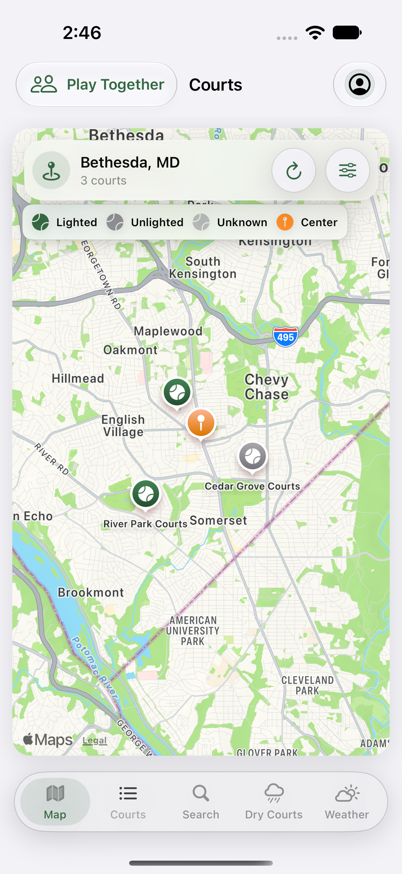 2:46
Play Together
Courts
Bethesda
Bethesda, MD
3 courts
Lighted
Unlighted
Unknown
Center
Kensington
GEORGETOWN RD
South
Kensington
495
Maplewood
Oakmont
Hillmead
Chevy
Chase
English
Village
RIVER RD
Cedar Grove Courts
n Echo
River Park Courts
Somerset
Brookmont
AMERICAN
UNIVERSITY
PARK
Potomac River
CLEVELAND
PARK
Maps
Legal
GLOVER PARK
Map
Courts
Search
Dry Courts
Weather